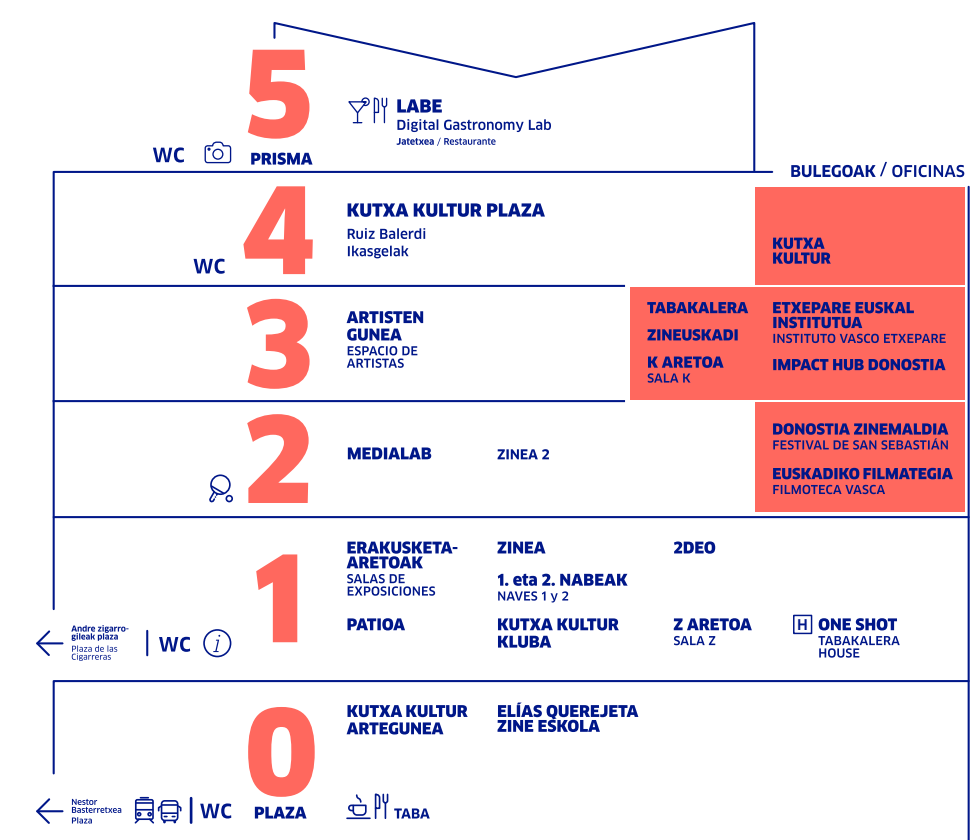 5
LABE
Digital Gastronomy Lab
Jatetxea / Restaurante
WC
PRISMA
BULEGOAK / OFICINAS
4
KUTXA KULTUR PLAZA
Ruiz Balerdi
Ikasgelak
WC
KUTXA
KULTUR
3
ARTISTEN
GUNEA
ESPACIO DE
ARTISTAS
TABAKALERA
ZINEUSKADI
K ARETOA
SALA K
ETXEPARE EUSKAL
INSTITUTUA
INSTITUTO VASCO ETXEPARE
IMPACT HUB DONOSTIA
2
MEDIALAB
ZINEA 2
DONOSTIA ZINEMALDIA
FESTIVAL DE SAN SEBASTIÁN
EUSKADIKO FILMATEGIA
FILMOTECA VASCA
1
ERAKUSKETA-
ARETOAK
SALAS DE
EXPOSICIONES
ZINEA
2DEO
1. eta 2. NABEAK
NAVES 1 y 2
PATIOA
KUTXA KULTUR
KLUBA
Z ARETOA
SALA Z
H ONE SHOT
TABAKALERA
HOUSE
Andre zigarro-
gileak plaza
Plaza de las
Cigarreras
WC
i
0
KUTXA KULTUR
ARTEGUNEA
ELÍAS QUEREJETA
ZINE ESKOLA
Nestor
Basterretxea
Plaza
WC
PLAZA
TABA